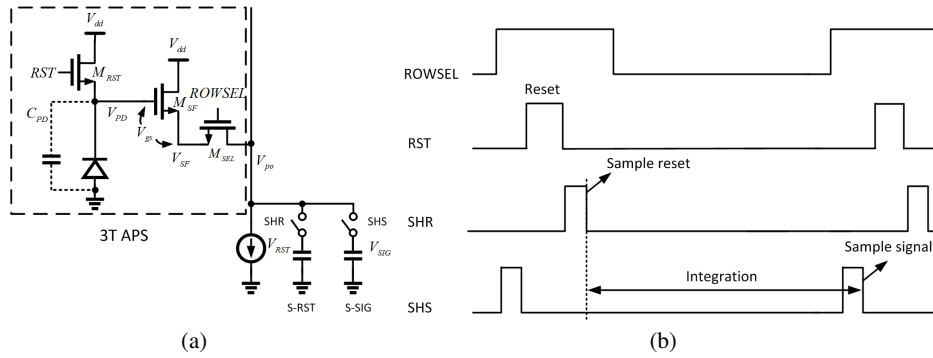 V_dd
V_dd
RST
M_RST
ROWSEL
M_SF
C_PD
V_PD
V_gs
V_SF
M_SEL
V_po
3T APS
SHR
SHS
V_RST
V_SIG
S-RST
S-SIG
(a)
ROWSEL
Reset
RST
Sample reset
SHR
Sample signal
Integration
SHS
(b)